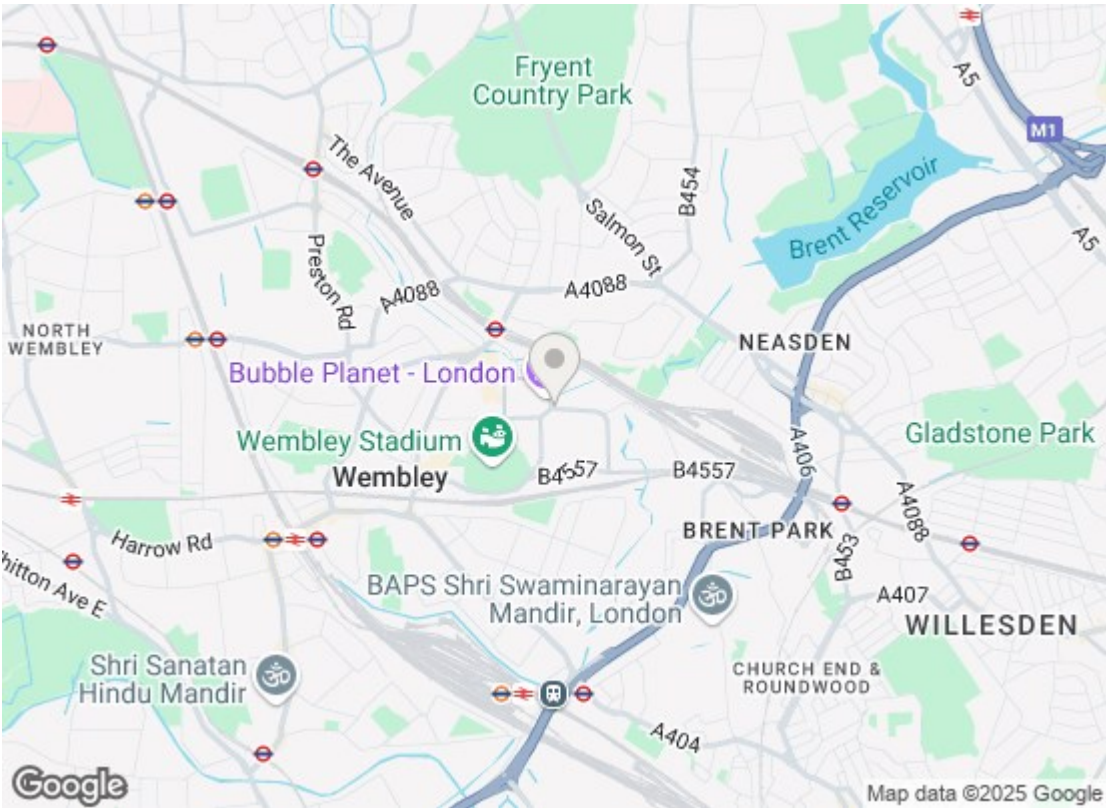 Fryent
Country Park
A5
M1
The Avenue
B454
Brent Reservoir
Salmon St
A5
Preston Rd
A4088
A4088
NORTH
WEMBLEY
NEASDEN
Bubble Planet - London
Wembley Stadium
Gladstone Park
Wembley
B4557
B4557
A406
A4088
BRENT PARK
Harrow Rd
B453
hitton Ave E
BAPS Shri Swaminarayan
Mandir, London
A407
WILLESDEN
Shri Sanatan
Hindu Mandir
CHURCH END &
ROUNDWOOD
A404
Google
Map data ©2025 Google